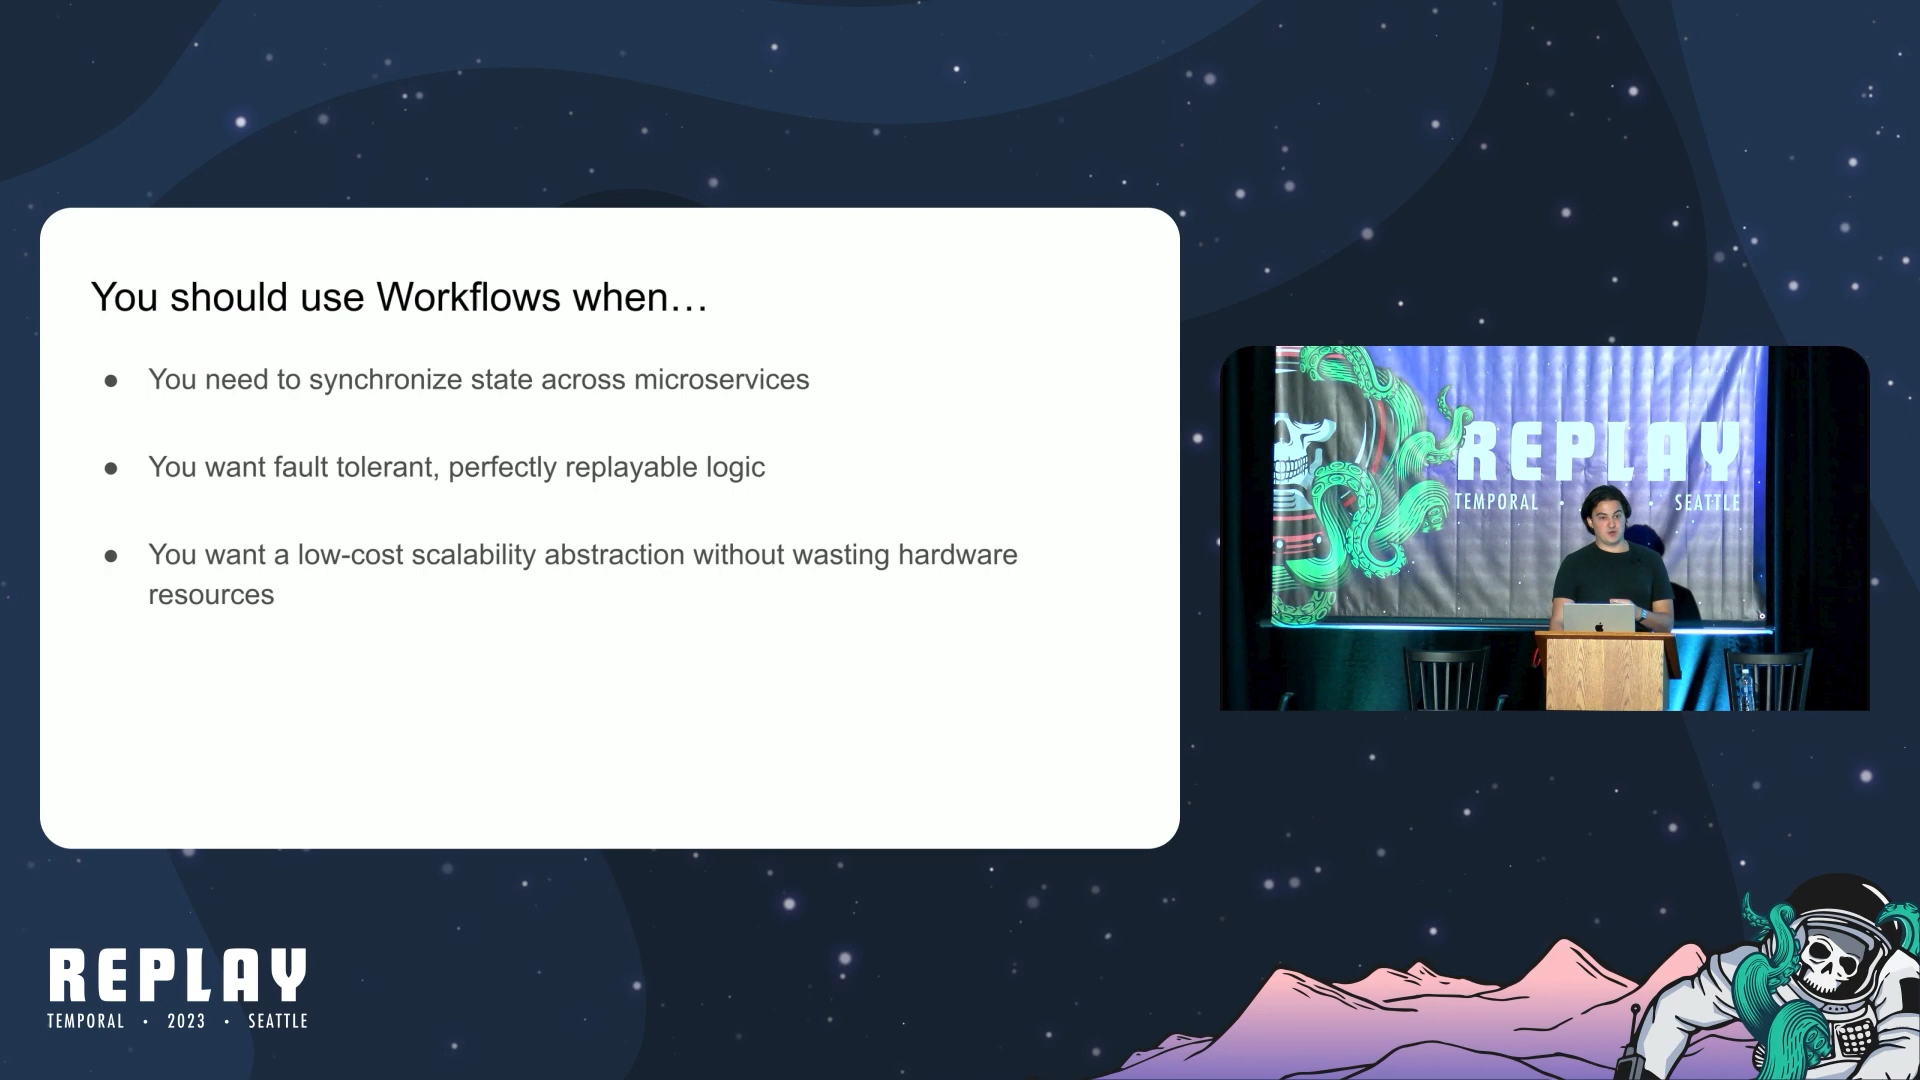 You should use Workflows when…
● You need to synchronize state across microservices
● You want fault tolerant, perfectly replayable logic
● You want a low-cost scalability abstraction without wasting hardware
resources
REPLAY
TEMPORAL • • SEATTLE
REPLAY
TEMPORAL • 2023 • SEATTLE